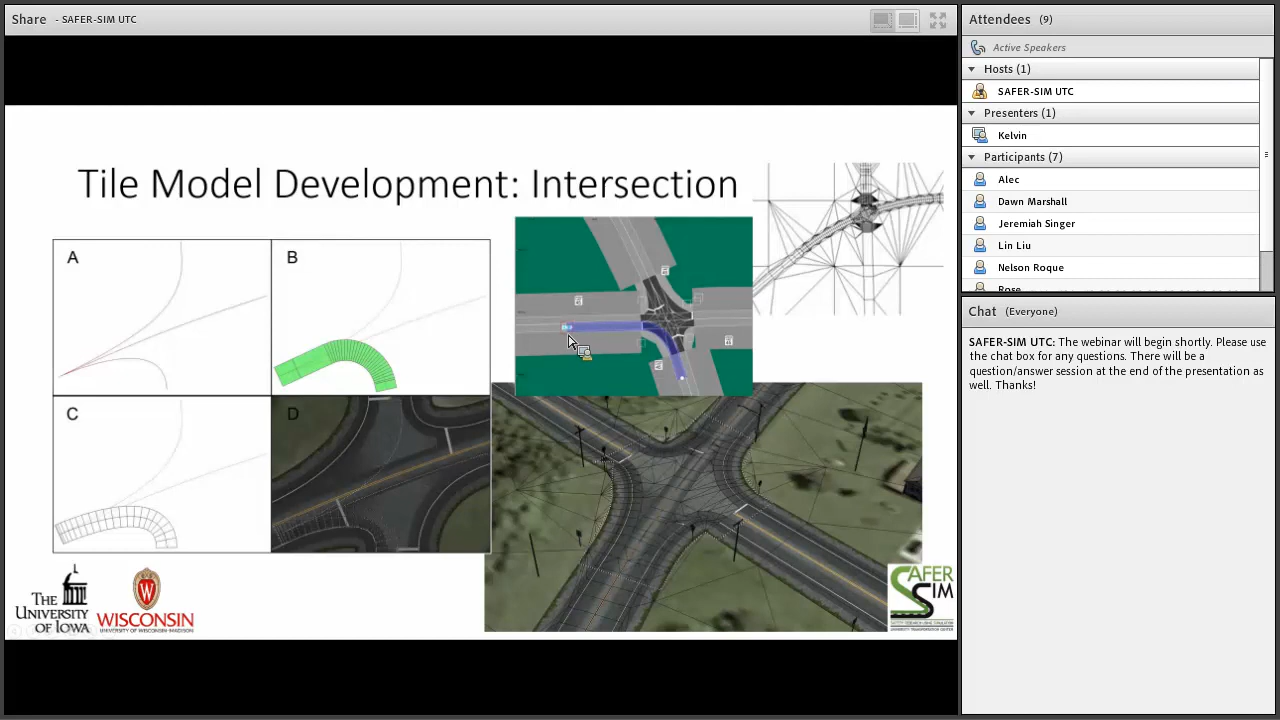 Share - SAFER-SIM UTC
Tile Model Development: Intersection
A
B
C
D
THE
UNIVERSITY
OF IOWA
WISCONSIN
UNIVERSITY OF WISCONSIN-MADISON
SAFER
SIM
Attendees (9)
Active Speakers
Hosts (1)
SAFER-SIM UTC
Presenters (1)
Kelvin
Participants (7)
Alec
Dawn Marshall
Jeremiah Singer
Lin Liu
Nelson Roque
Rose
Chat (Everyone)
SAFER-SIM UTC: The webinar will begin shortly. Please use
the chat box for any questions. There will be a
question/answer session at the end of the presentation as
well. Thanks!